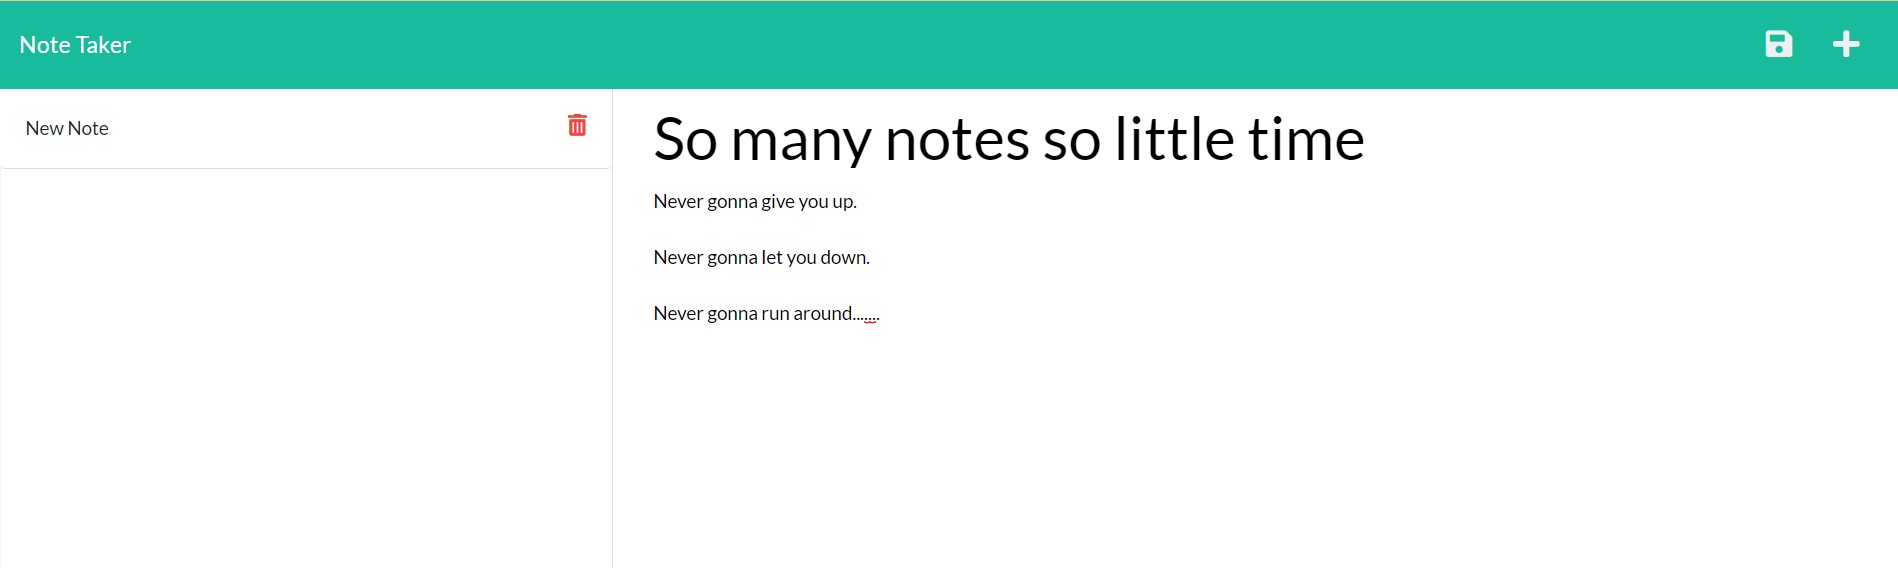 Note Taker
New Note
So many notes so little time
Never gonna give you up.
Never gonna let you down.
Never gonna run around.......